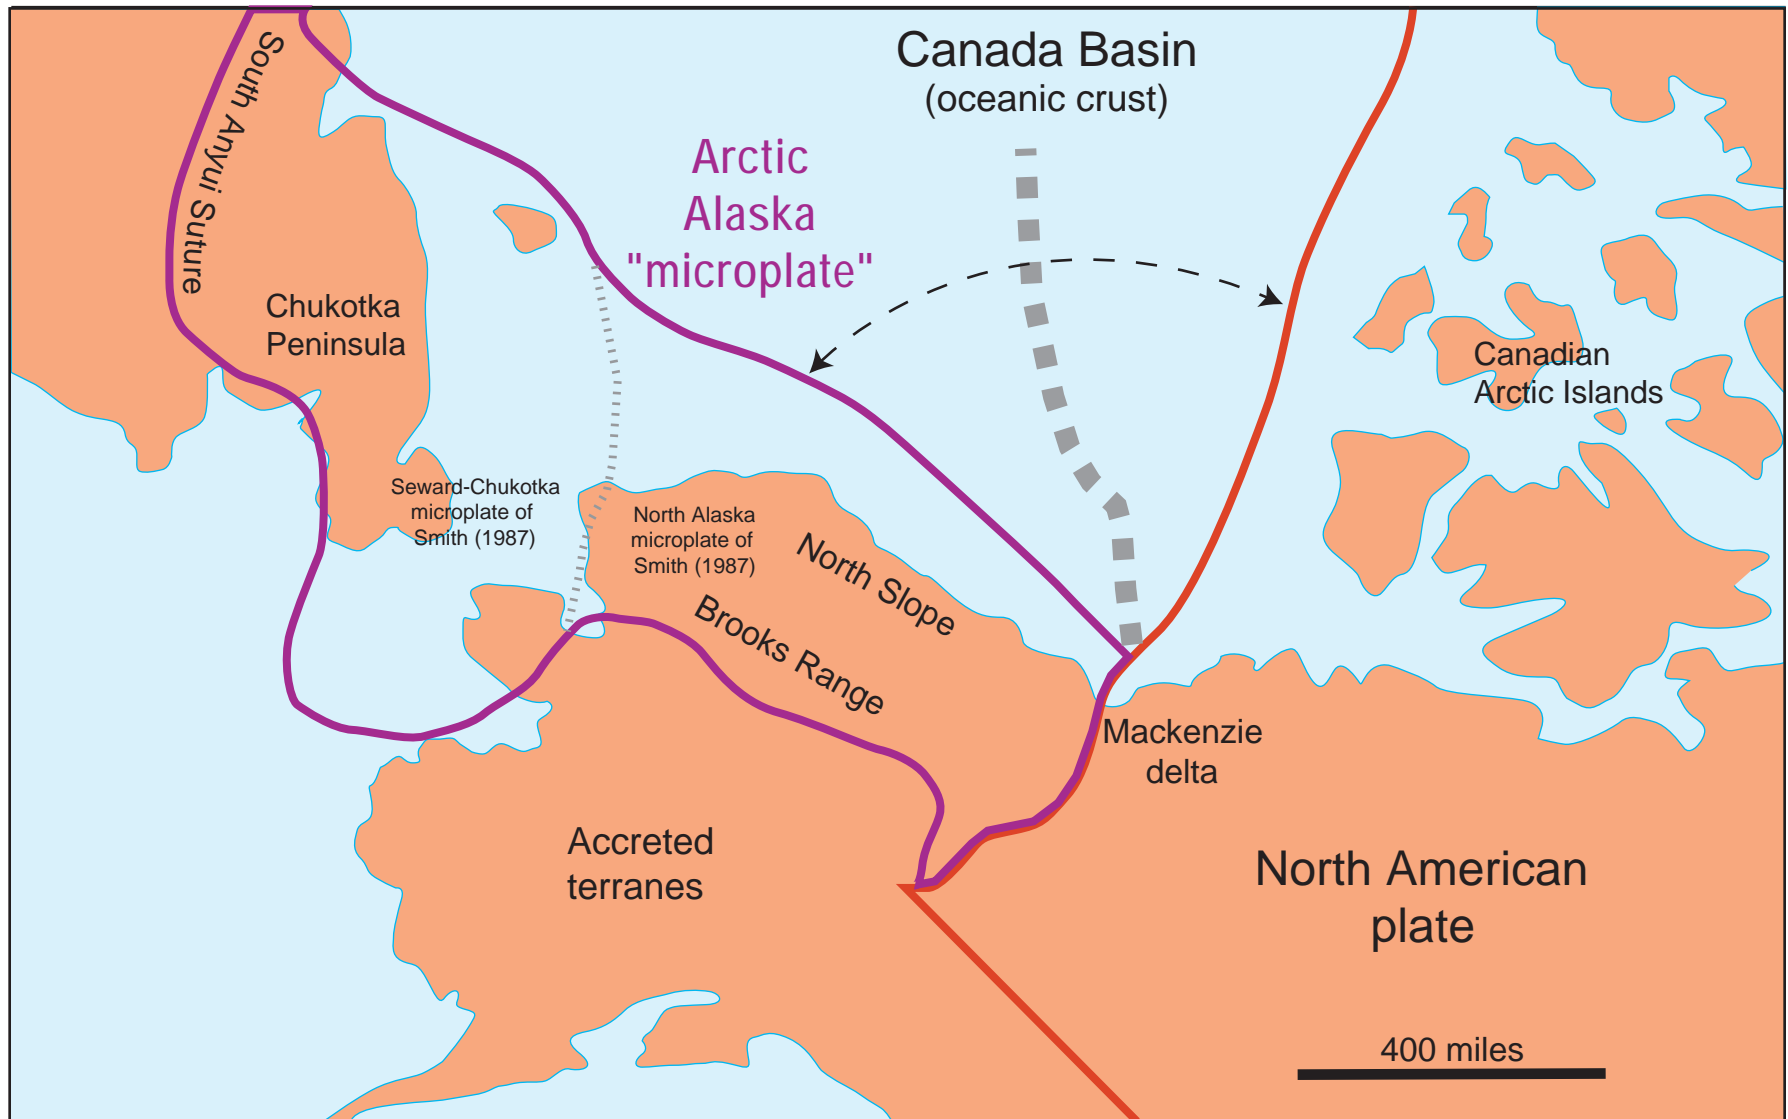 South Anyui Suture
Canada Basin
(oceanic crust)
Arctic
Alaska
"microplate"
Chukotka
Peninsula
Canadian
Arctic Islands
Seward-Chukotka
microplate of
Smith (1987)
North Alaska
microplate of
Smith (1987)
North Slope
Brooks Range
Mackenzie
delta
Accreted
terranes
North American
plate
400 miles